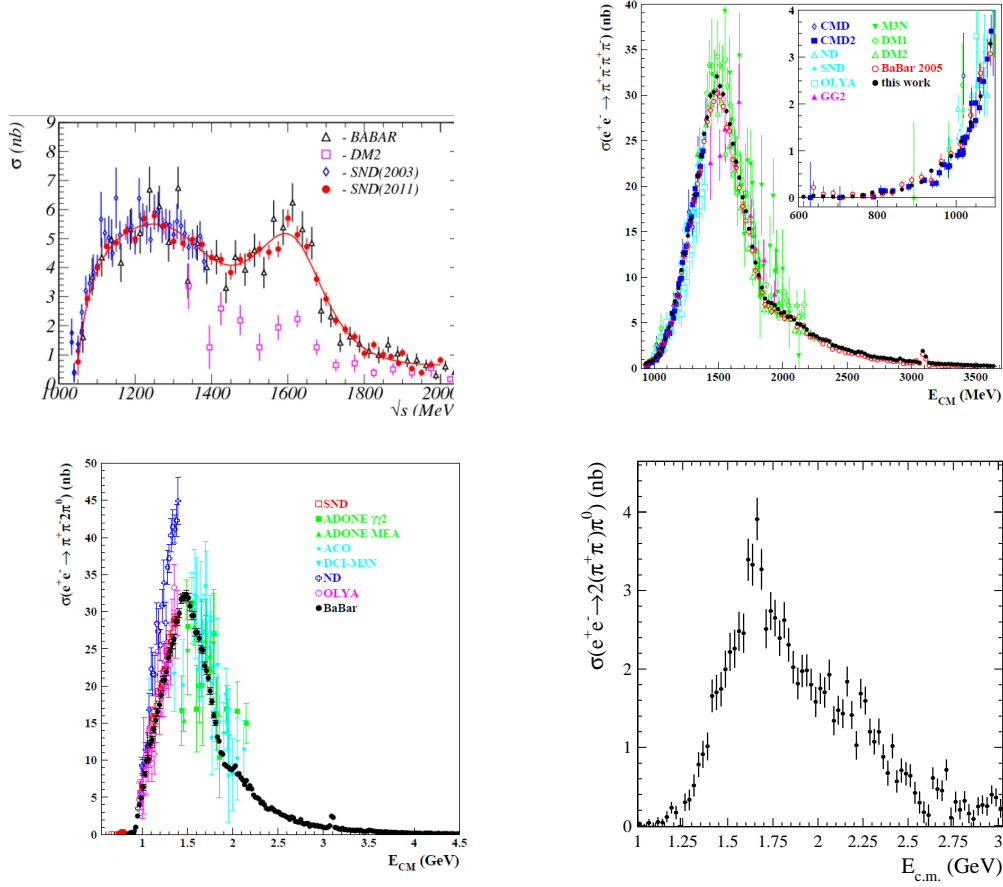 σ (nb)
9
8
7
6
5
4
3
2
1
0
- BABAR
- DM2
- SND(2003)
- SND(2011)
1000 1200 1400 1600 1800 2000
√s (MeV)
σ(e⁺e⁻ → π⁺π⁻π⁺π⁻) (nb)
40
35
30
25
20
15
10
5
0
CMD
CMD2
ND
SND
OLYA
GG2
M3N
DM1
DM2
BaBar 2005
this work
4
3
2
1
0
600 800 1000
1000 1500 2000 2500 3000 3500
E_CM (MeV)
σ(e⁺e⁻ → π⁺π⁻2π⁰) (nb)
50
45
40
35
30
25
20
15
10
5
0
SND
ADONE γγ2
ADONE MEA
ACO
DCI-M3N
ND
OLYA
BaBar
1 1.5 2 2.5 3 3.5 4 4.5
E_CM (GeV)
σ(e⁺e⁻→2(π⁺π⁻)π⁰) (nb)
4
3
2
1
0
1 1.25 1.5 1.75 2 2.25 2.5 2.75 3
E_c.m. (GeV)